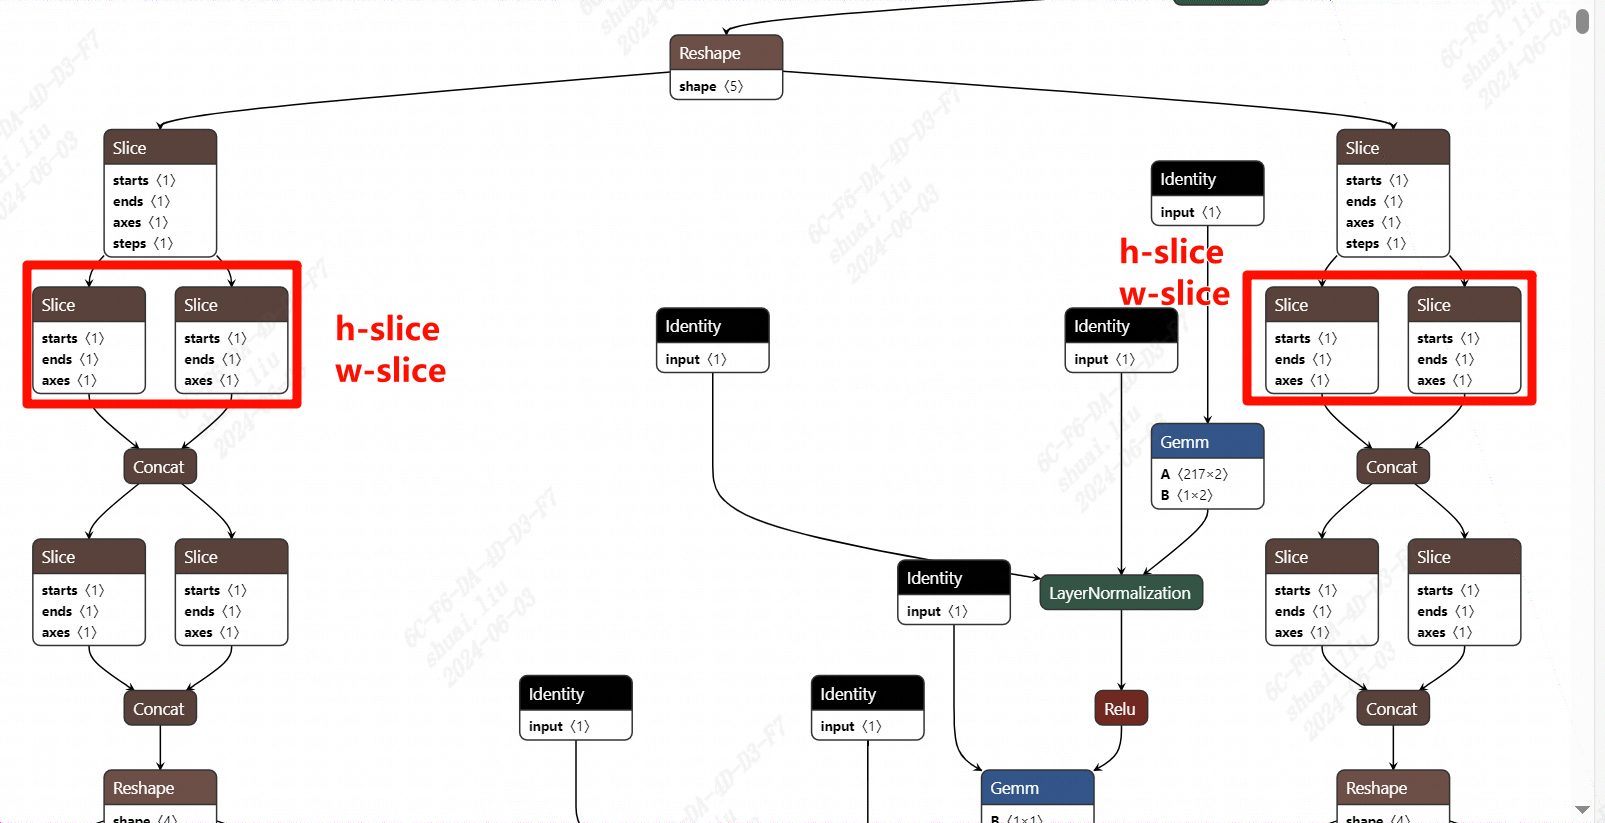 Reshape
shape ⟨5⟩
Slice
starts ⟨1⟩
ends ⟨1⟩
axes ⟨1⟩
steps ⟨1⟩
Slice
starts ⟨1⟩
ends ⟨1⟩
axes ⟨1⟩
steps ⟨1⟩
Identity
input ⟨1⟩
h-slice
w-slice
Slice
starts ⟨1⟩
ends ⟨1⟩
axes ⟨1⟩
Slice
starts ⟨1⟩
ends ⟨1⟩
axes ⟨1⟩
h-slice
w-slice
Identity
input ⟨1⟩
Identity
input ⟨1⟩
Slice
starts ⟨1⟩
ends ⟨1⟩
axes ⟨1⟩
Slice
starts ⟨1⟩
ends ⟨1⟩
axes ⟨1⟩
Concat
Gemm
A ⟨217×2⟩
B ⟨1×2⟩
Concat
Slice
starts ⟨1⟩
ends ⟨1⟩
axes ⟨1⟩
Slice
starts ⟨1⟩
ends ⟨1⟩
axes ⟨1⟩
Identity
input ⟨1⟩
LayerNormalization
Slice
starts ⟨1⟩
ends ⟨1⟩
axes ⟨1⟩
Slice
starts ⟨1⟩
ends ⟨1⟩
axes ⟨1⟩
Concat
Identity
input ⟨1⟩
Identity
input ⟨1⟩
Relu
Concat
Reshape
shape ⟨4⟩
Gemm
B ⟨1×1⟩
Reshape
shape ⟨4⟩
6C-F6-DA-4D-D3-F7
shuai.liu
2024-06-03